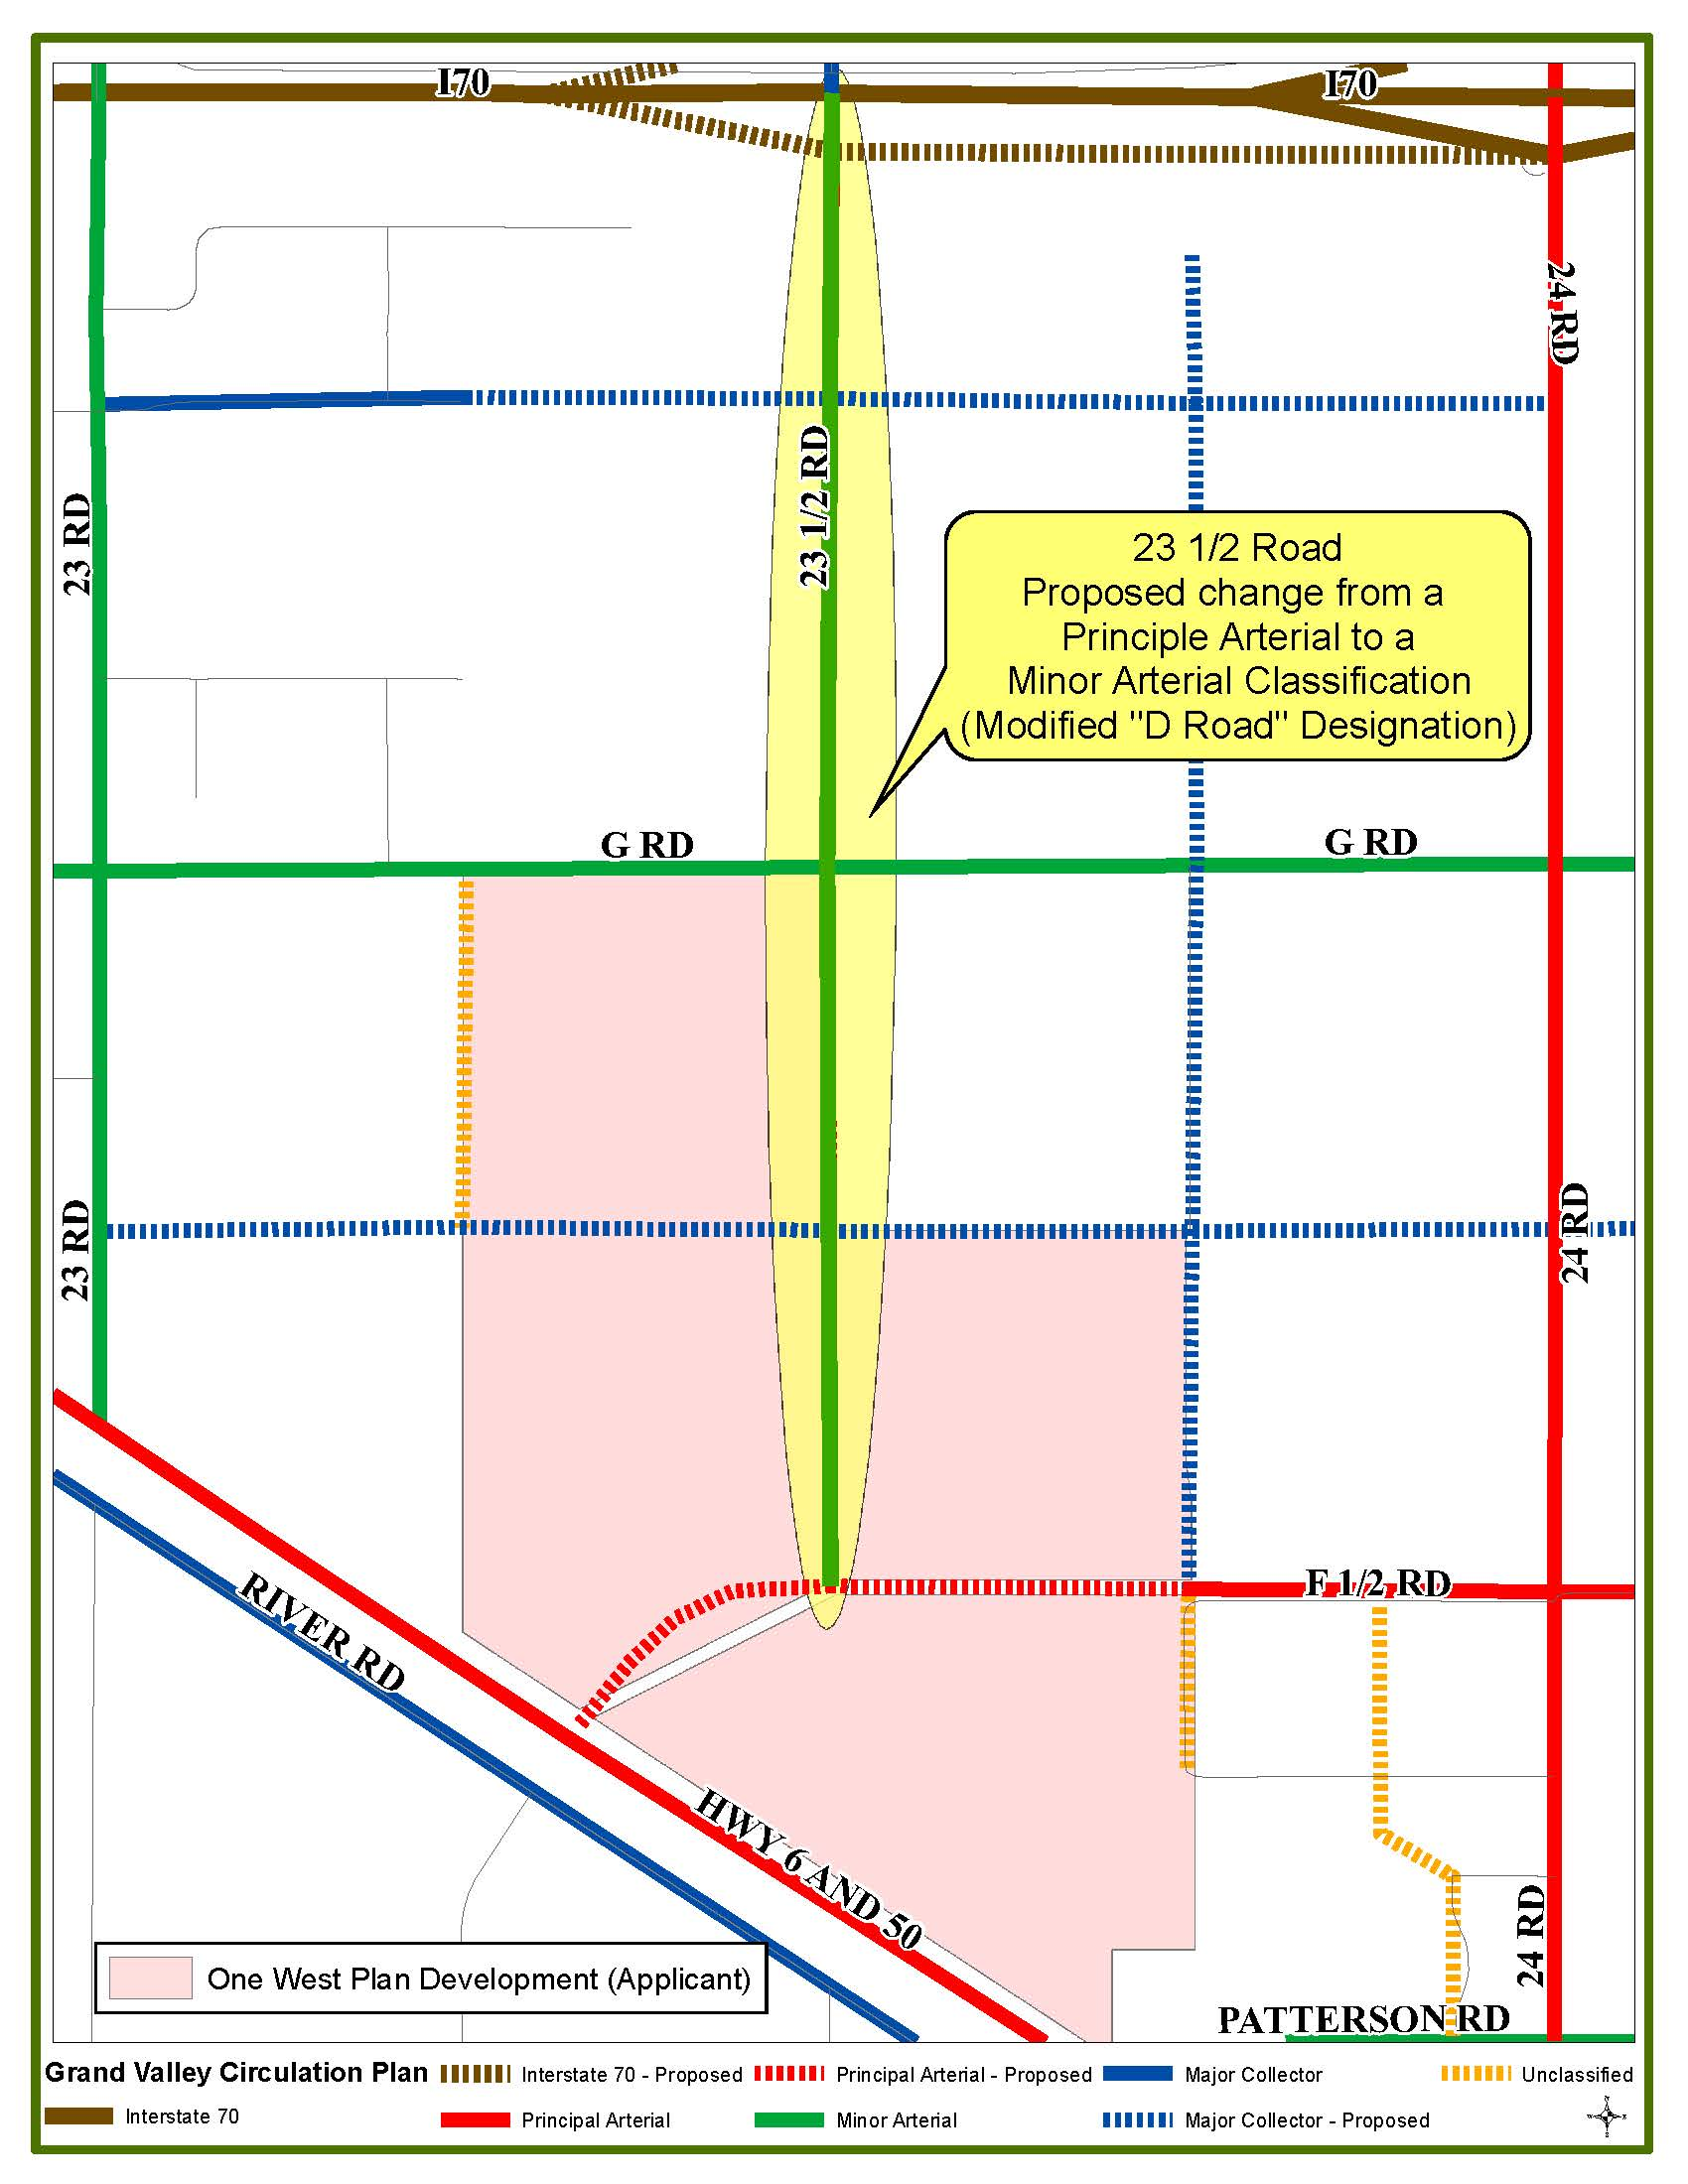 I70
I70
24 RD
23 1/2 RD
23 RD
23 1/2 Road
Proposed change from a
Principle Arterial to a
Minor Arterial Classification
(Modified "D Road" Designation)
G RD
G RD
23 RD
24 RD
F 1/2 RD
RIVER RD
HWY 6 AND 50
24 RD
One West Plan Development (Applicant)
PATTERSON RD
Grand Valley Circulation Plan
Interstate 70 - Proposed
Principal Arterial - Proposed
Major Collector
Unclassified
Interstate 70
Principal Arterial
Minor Arterial
Major Collector - Proposed